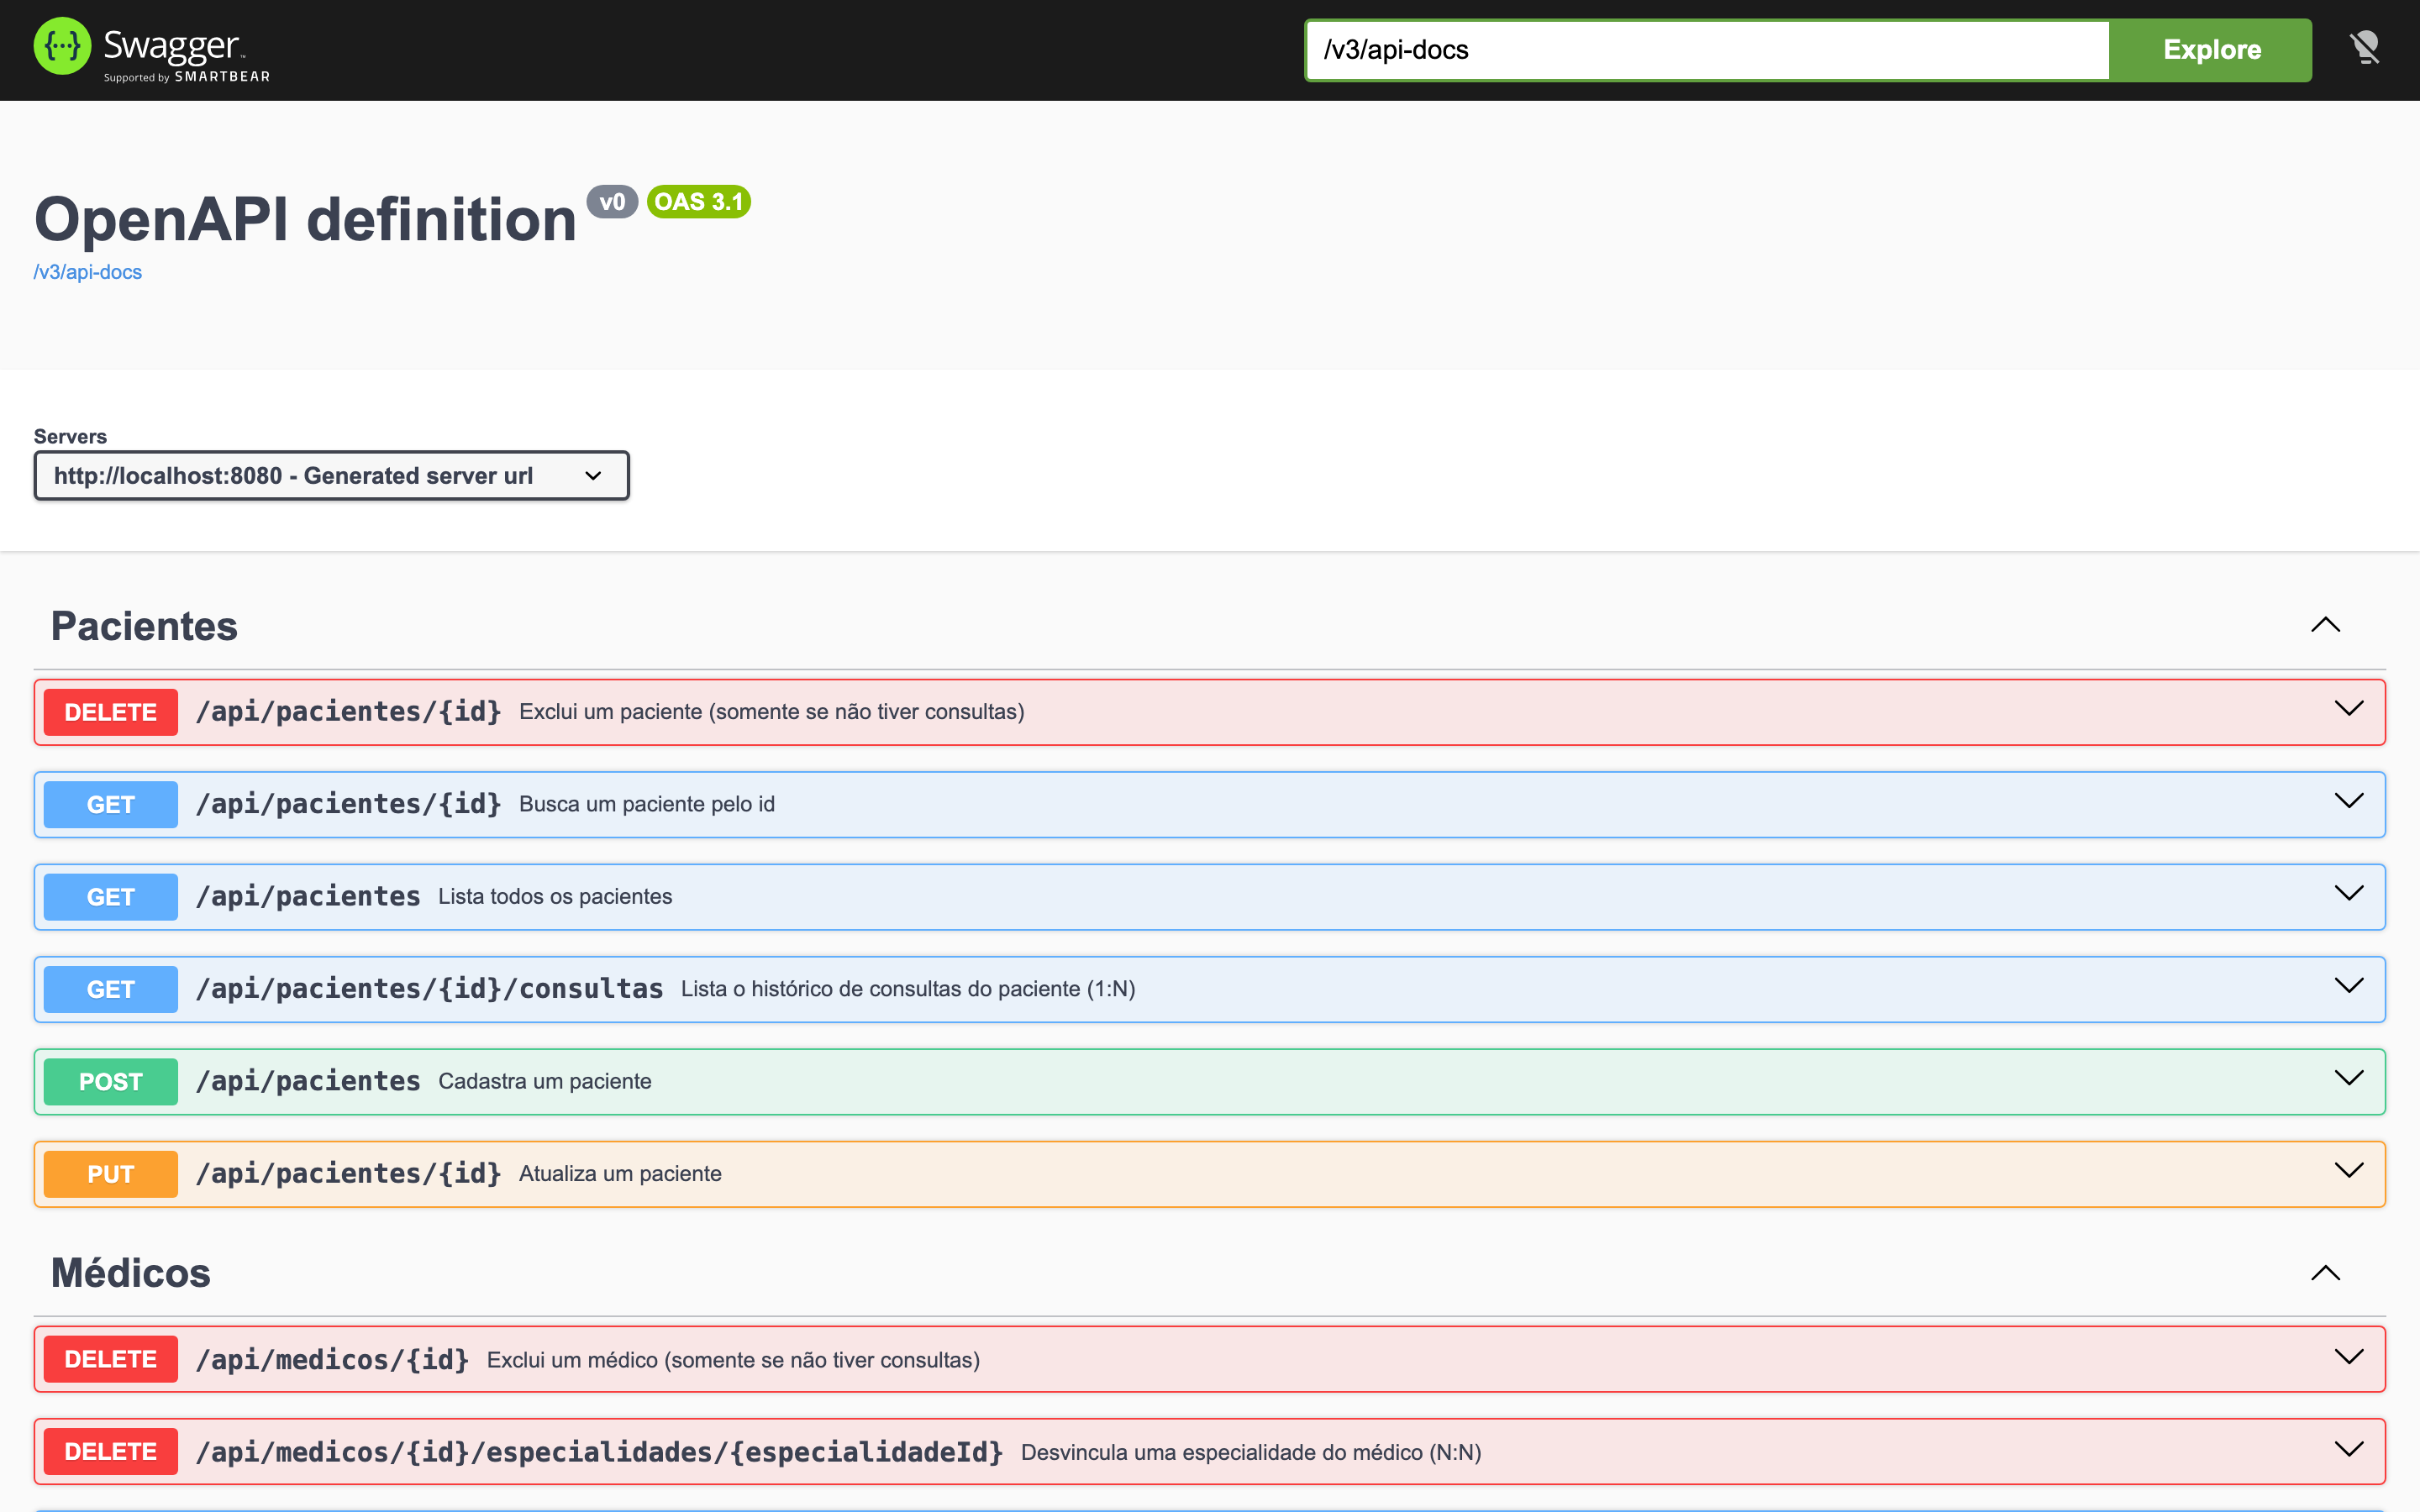 {···} Swagger™
Supported by SMARTBEAR
/v3/api-docs
Explore
OpenAPI definition v0 OAS 3.1
/v3/api-docs
Servers
http://localhost:8080 - Generated server url
Pacientes
DELETE /api/pacientes/{id} Exclui um paciente (somente se não tiver consultas)
GET /api/pacientes/{id} Busca um paciente pelo id
GET /api/pacientes Lista todos os pacientes
GET /api/pacientes/{id}/consultas Lista o histórico de consultas do paciente (1:N)
POST /api/pacientes Cadastra um paciente
PUT /api/pacientes/{id} Atualiza um paciente
Médicos
DELETE /api/medicos/{id} Exclui um médico (somente se não tiver consultas)
DELETE /api/medicos/{id}/especialidades/{especialidadeId} Desvincula uma especialidade do médico (N:N)